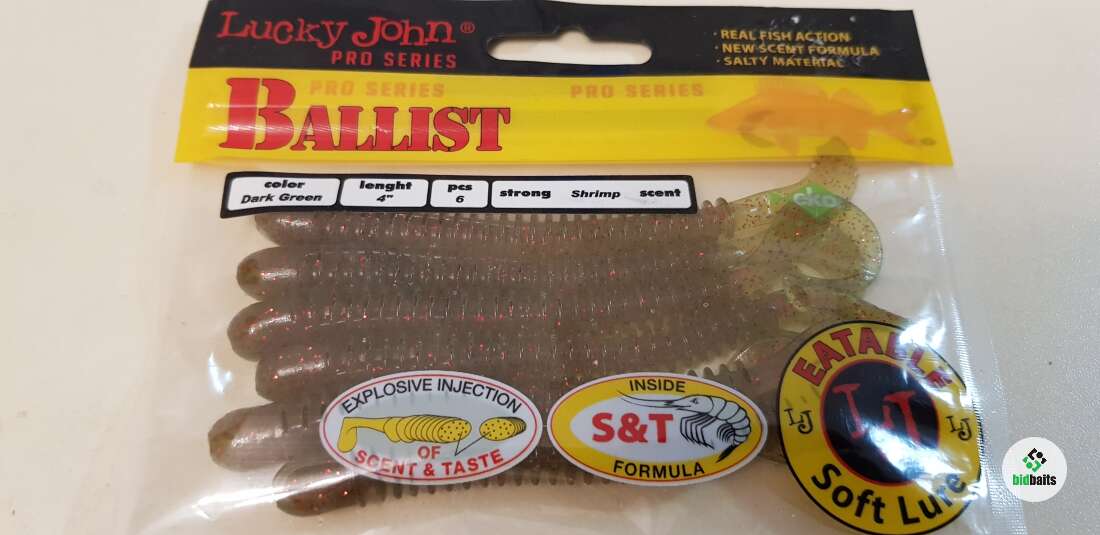 Lucky John®
PRO SERIES
· REAL FISH ACTION
· NEW SCENT FORMULA
· SALTY MATERIAL
PRO SERIES
PRO SERIES
BALLIST
color
Dark Green
lenght
4"
pcs
6
strong Shrimp scent
eko
EXPLOSIVE INJECTION
OF
SCENT & TASTE
INSIDE
S&T
FORMULA
EATABLE
LJ
LJ
LJ
Soft Lure
bidbaits